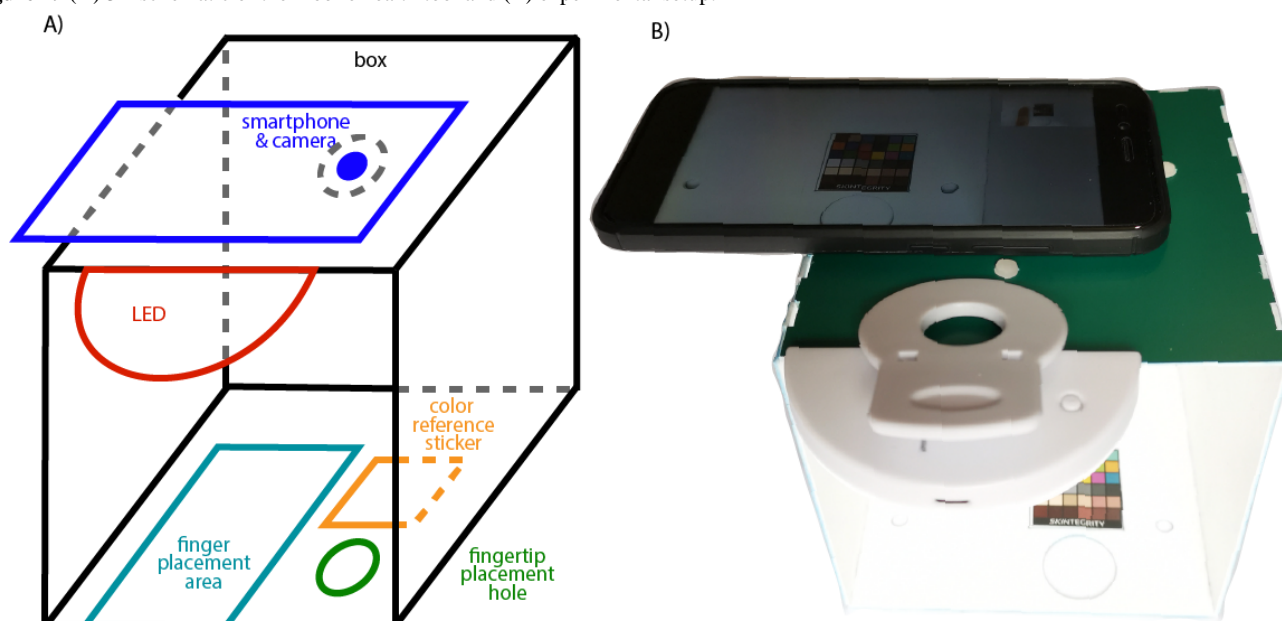 A)
B)
box
smartphone
& camera
LED
color
reference
sticker
finger
placement
area
fingertip
placement
hole
SKINTEGRITY
SKINTEGRITY